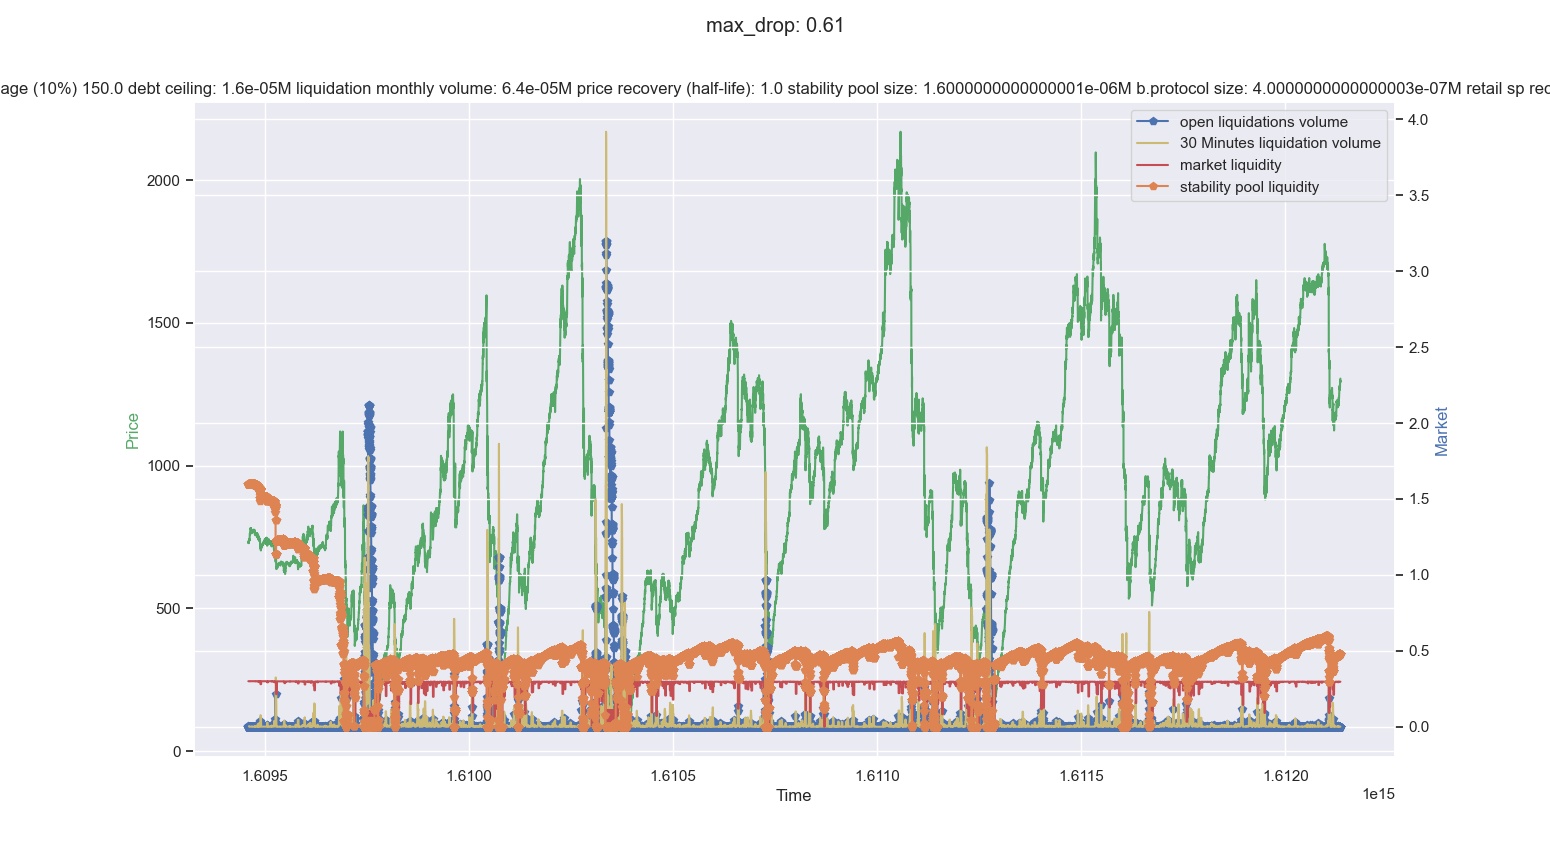 max_drop: 0.61
age (10%) 150.0 debt ceiling: 1.6e-05M liquidation monthly volume: 6.4e-05M price recovery (half-life): 1.0 stability pool size: 1.6000000000000001e-06M b.protocol size: 4.0000000000000003e-07M retail sp rec
open liquidations volume
30 Minutes liquidation volume
market liquidity
stability pool liquidity
2000
1500
1000
500
0
Price
4.0
3.5
3.0
2.5
2.0
1.5
1.0
0.5
0.0
Market
1.6095 1.6100 1.6105 1.6110 1.6115 1.6120
1e15
Time